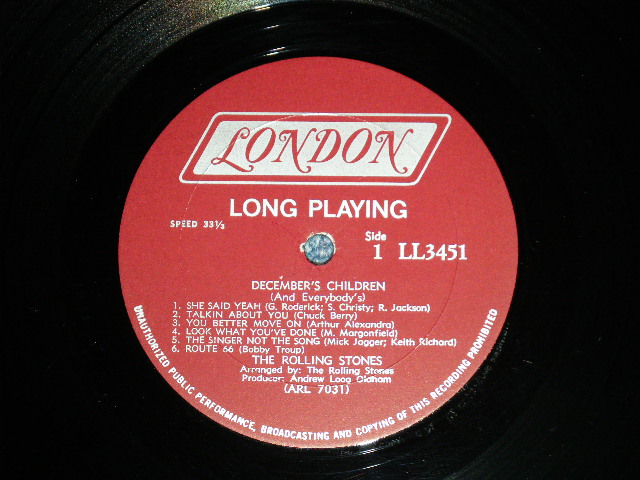 LONDON
LONG PLAYING
SPEED 33⅓
Side
1 LL3451
DECEMBER'S CHILDREN
(And Everybody's)
1. SHE SAID YEAH (G. Roderick; S. Christy; R. Jackson)
2. TALKIN ABOUT YOU (Chuck Berry)
3. YOU BETTER MOVE ON (Arthur Alexandra)
4. LOOK WHAT YOU'VE DONE (M. Margonfield)
5. THE SINGER NOT THE SONG (Mick Jagger; Keith Richard)
6. ROUTE 66 (Bobby Troup)
THE ROLLING STONES
Arranged by: The Rolling Stones
Producer: Andrew Loog Oldham
(ARL 7031)
UNAUTHORIZED PUBLIC PERFORMANCE, BROADCASTING AND COPYING OF THIS RECORDING PROHIBITED